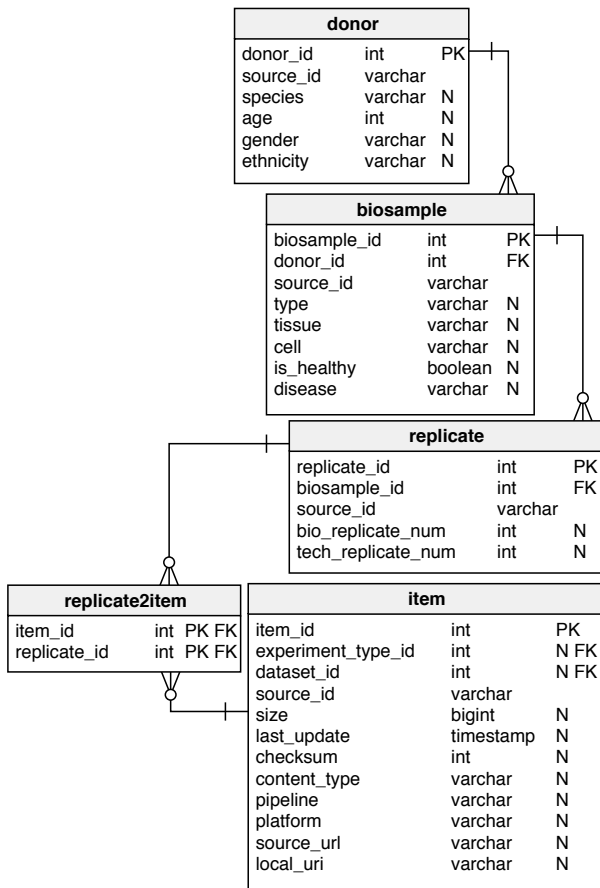 donor
donor_id int PK
source_id varchar
species varchar N
age int N
gender varchar N
ethnicity varchar N
biosample
biosample_id int PK
donor_id int FK
source_id varchar
type varchar N
tissue varchar N
cell varchar N
is_healthy boolean N
disease varchar N
replicate
replicate_id int PK
biosample_id int FK
source_id varchar
bio_replicate_num int N
tech_replicate_num int N
replicate2item
item_id int PK FK
replicate_id int PK FK
item
item_id int PK
experiment_type_id int N FK
dataset_id int N FK
source_id varchar
size bigint N
last_update timestamp N
checksum int N
content_type varchar N
pipeline varchar N
platform varchar N
source_url varchar N
local_uri varchar N